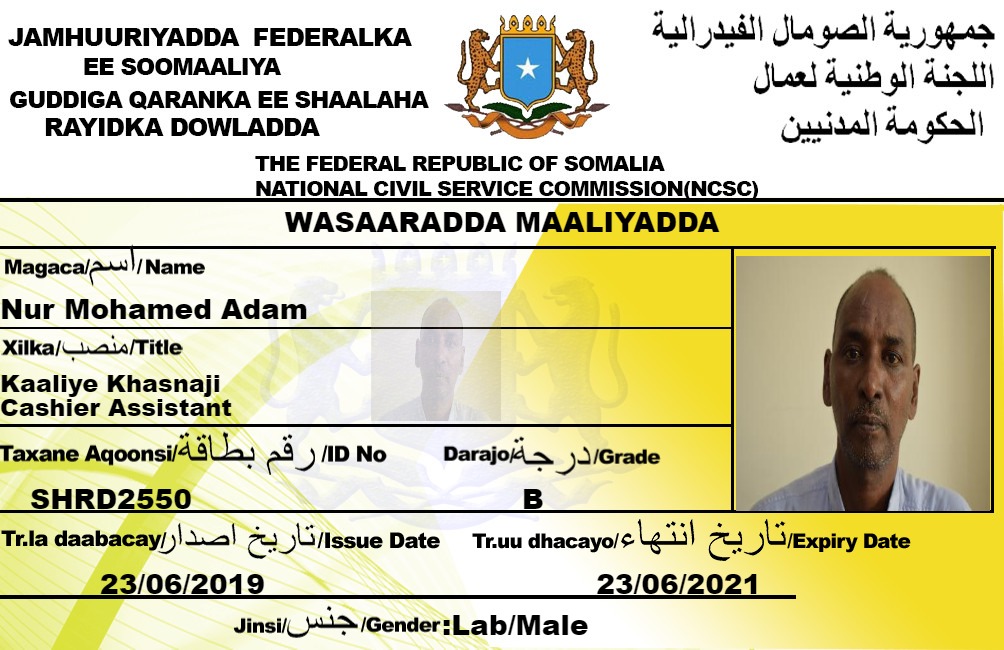 JAMHUURIYADDA FEDERALKA
EE SOOMAALIYA
GUDDIGA QARANKA EE SHAALAHA
RAYIDKA DOWLADDA
جمهورية الصومال الفيدرالية
اللجنة الوطنية لعمال
الحكومة المدنيين
THE FEDERAL REPUBLIC OF SOMALIA
NATIONAL CIVIL SERVICE COMMISSION(NCSC)
WASAARADDA MAALIYADDA
Magaca/اسم/Name
Nur Mohamed Adam
Xilka/منصب/Title
Kaaliye Khasnaji
Cashier Assistant
Taxane Aqoonsi/رقم بطاقة/ID No
SHRD2550
Darajo/درجة/Grade
B
Tr.la daabacay/تاريخ اصدار/Issue Date
23/06/2019
Tr.uu dhacayo/تاريخ انتهاء/Expiry Date
23/06/2021
Jinsi/جنس/Gender:Lab/Male